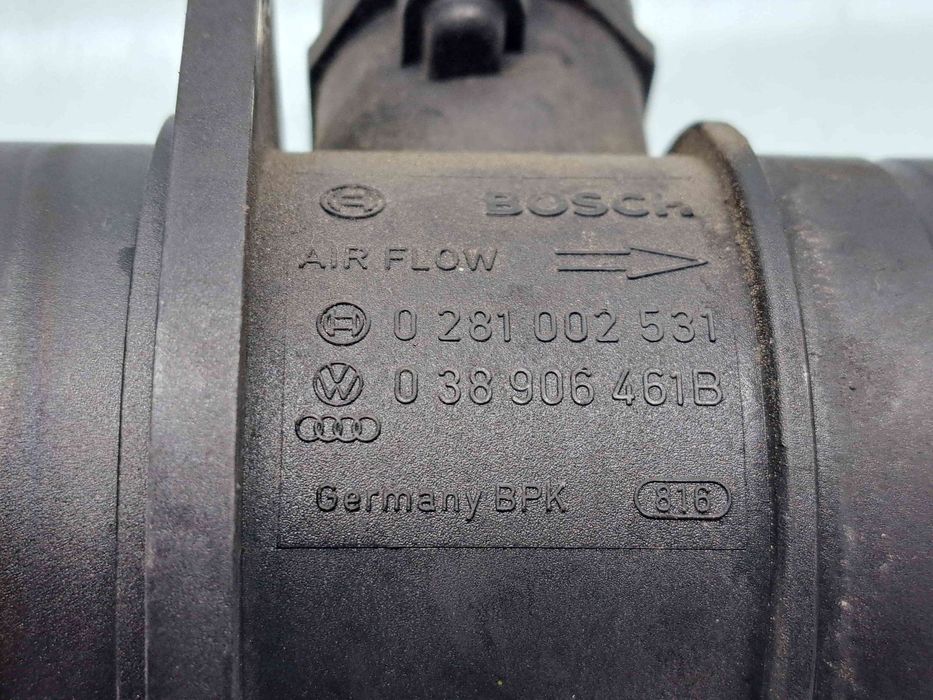 BOSCH
AIR FLOW
0 281 002 531
0 38 906 461B
Germany BPK 816